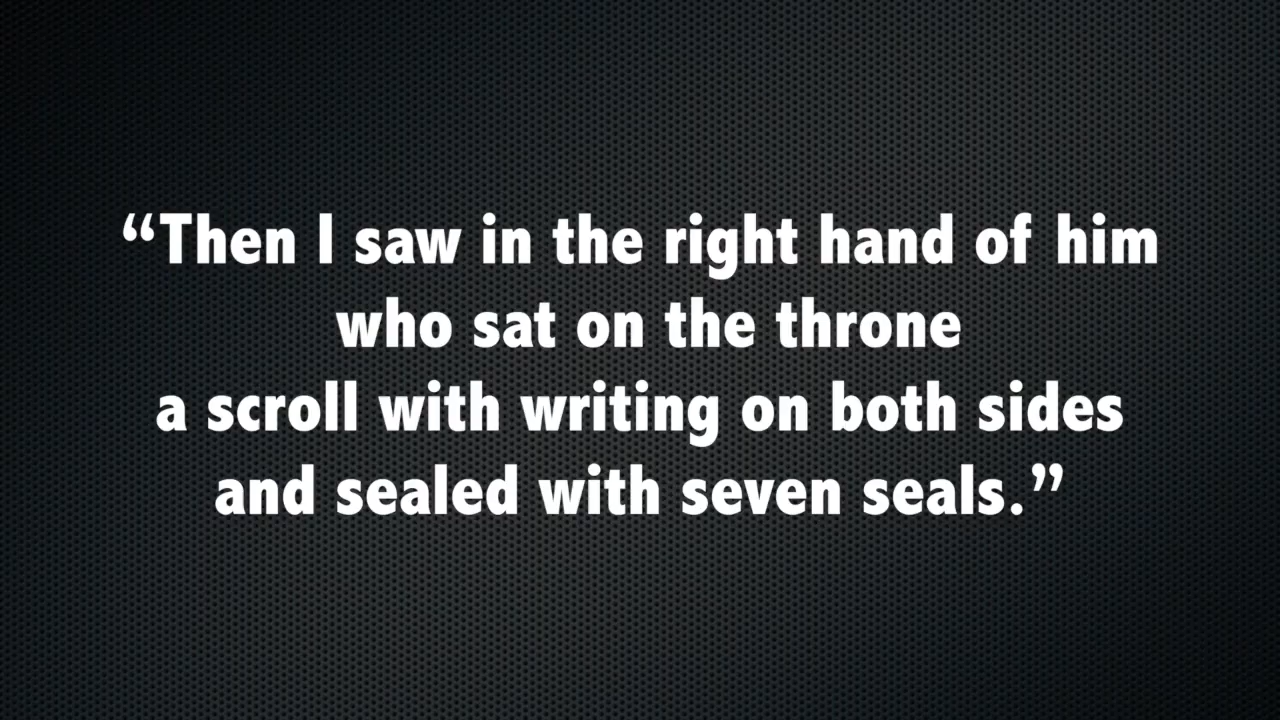 “Then I saw in the right hand of him
who sat on the throne
a scroll with writing on both sides
and sealed with seven seals.”